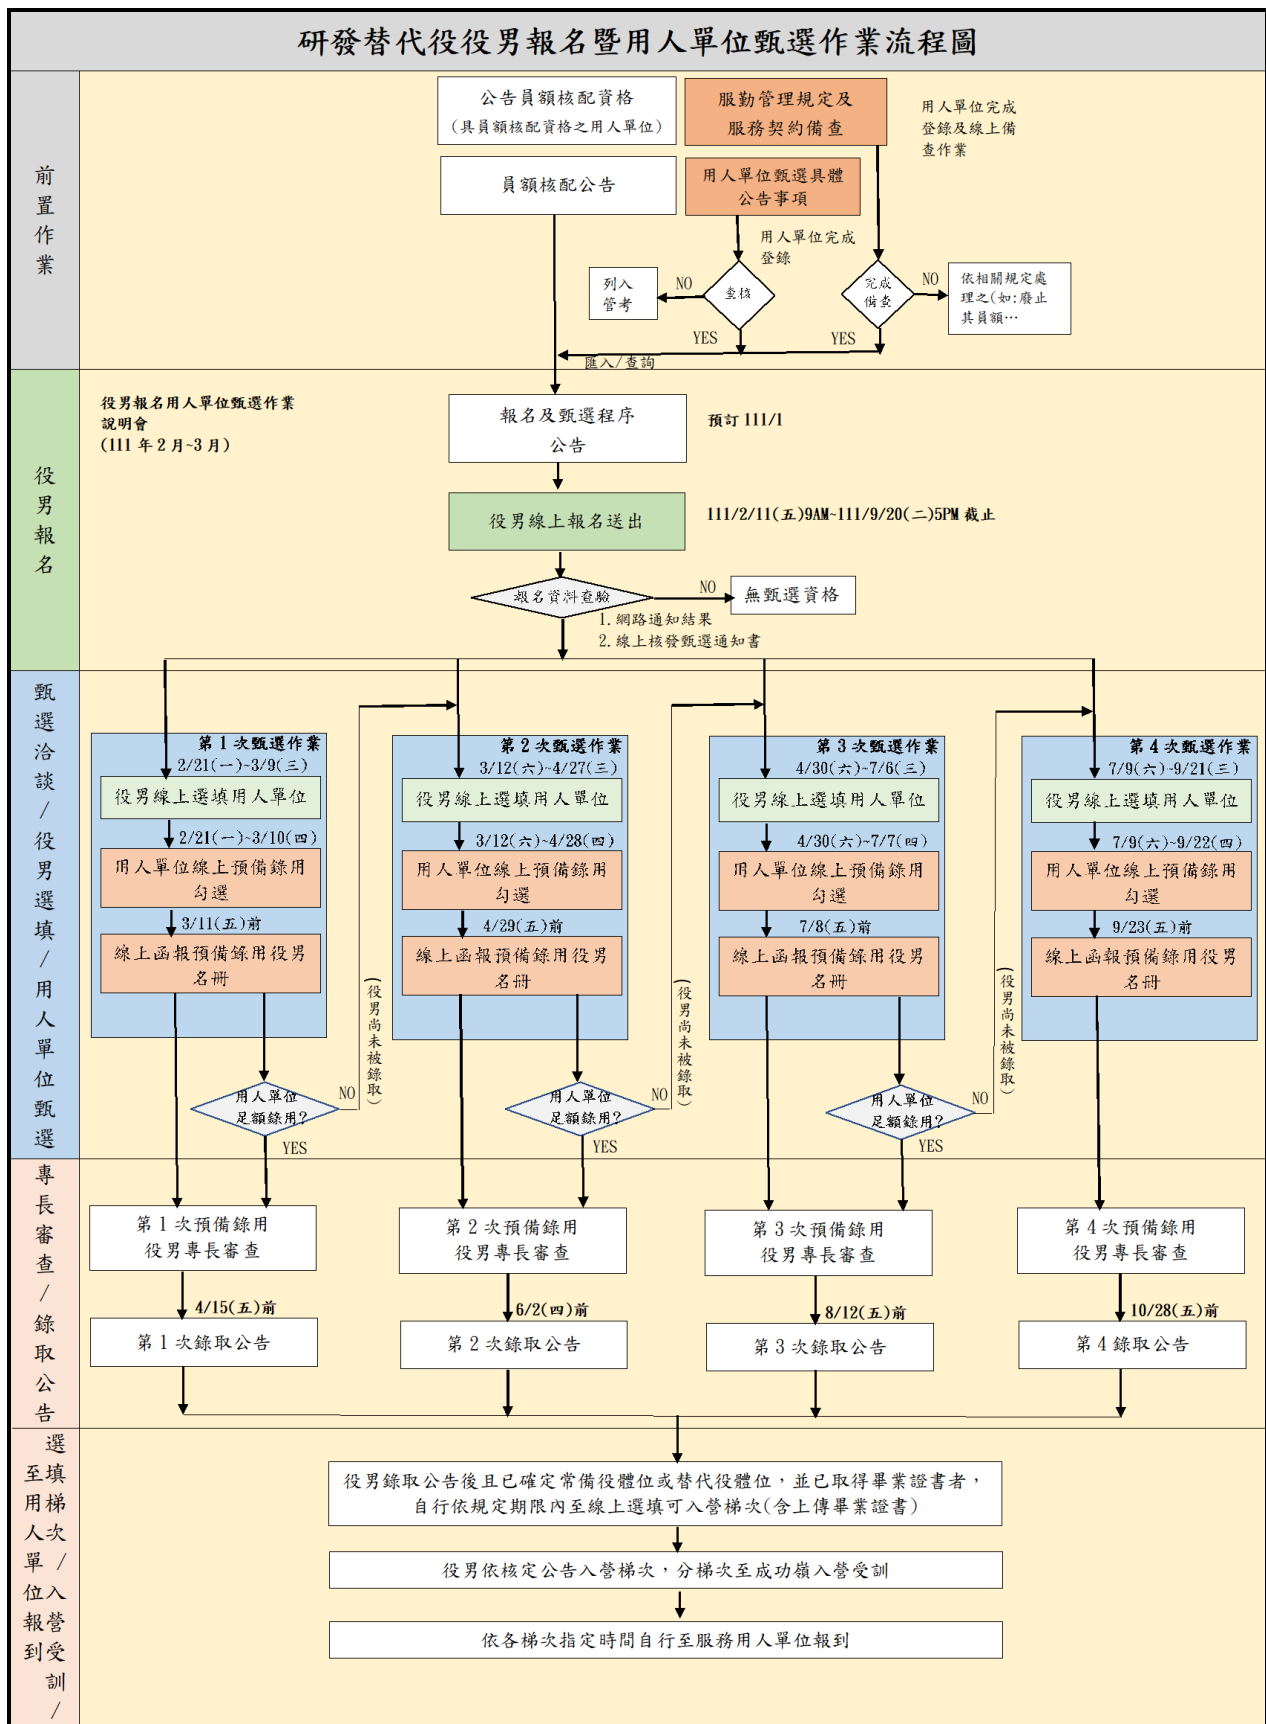 研發替代役役男報名暨用人單位甄選作業流程圖
前置作業
公告員額核配資格
(具員額核配資格之用人單位)
服勤管理規定及
服務契約備查
用人單位完成
登錄及線上備
查作業
員額核配公告
用人單位甄選具體
公告事項
用人單位完成
登錄
列入
管考
NO
查核
完成
備查
NO
依相關規定處
理之(如:廢止
其員額…
YES
YES
匯入/查詢
役男報名
役男報名用人單位甄選作業
說明會
(111 年 2 月~3 月)
報名及甄選程序
公告
預訂 111/1
役男線上報名送出
111/2/11(五)9AM~111/9/20(二)5PM 截止
報名資料查驗
NO
無甄選資格
1.網路通知結果
2.線上核發甄選通知書
甄選洽談/役男選填/用人單位甄選
第 1 次甄選作業
2/21(一)~3/9(三)
役男線上選填用人單位
2/21(一)~3/10(四)
用人單位線上預備錄用
勾選
3/11(五)前
線上函報預備錄用役男
名冊
用人單位
足額錄用?
NO
(役男尚未被錄取)
YES
第 2 次甄選作業
3/12(六)~4/27(三)
役男線上選填用人單位
3/12(六)~4/28(四)
用人單位線上預備錄用
勾選
4/29(五)前
線上函報預備錄用役男
名冊
用人單位
足額錄用?
NO
(役男尚未被錄取)
YES
第 3 次甄選作業
4/30(六)~7/6(三)
役男線上選填用人單位
4/30(六)~7/7(四)
用人單位線上預備錄用
勾選
7/8(五)前
線上函報預備錄用役男
名冊
用人單位
足額錄用?
NO
(役男尚未被錄取)
YES
第 4 次甄選作業
7/9(六)~9/21(三)
役男線上選填用人單位
7/9(六)~9/22(四)
用人單位線上預備錄用
勾選
9/23(五)前
線上函報預備錄用役男
名冊
專長審查/錄取公告
第 1 次預備錄用
役男專長審查
4/15(五)前
第 1 次錄取公告
第 2 次預備錄用
役男專長審查
6/2(四)前
第 2 次錄取公告
第 3 次預備錄用
役男專長審查
8/12(五)前
第 3 次錄取公告
第 4 次預備錄用
役男專長審查
10/28(五)前
第 4 錄取公告
選填梯次/入營受訓/
至用人單位報到
役男錄取公告後且已確定常備役體位或替代役體位，並已取得畢業證書者，
自行依規定期限內至線上選填可入營梯次(含上傳畢業證書)
役男依核定公告入營梯次，分梯次至成功嶺入營受訓
依各梯次指定時間自行至服務用人單位報到